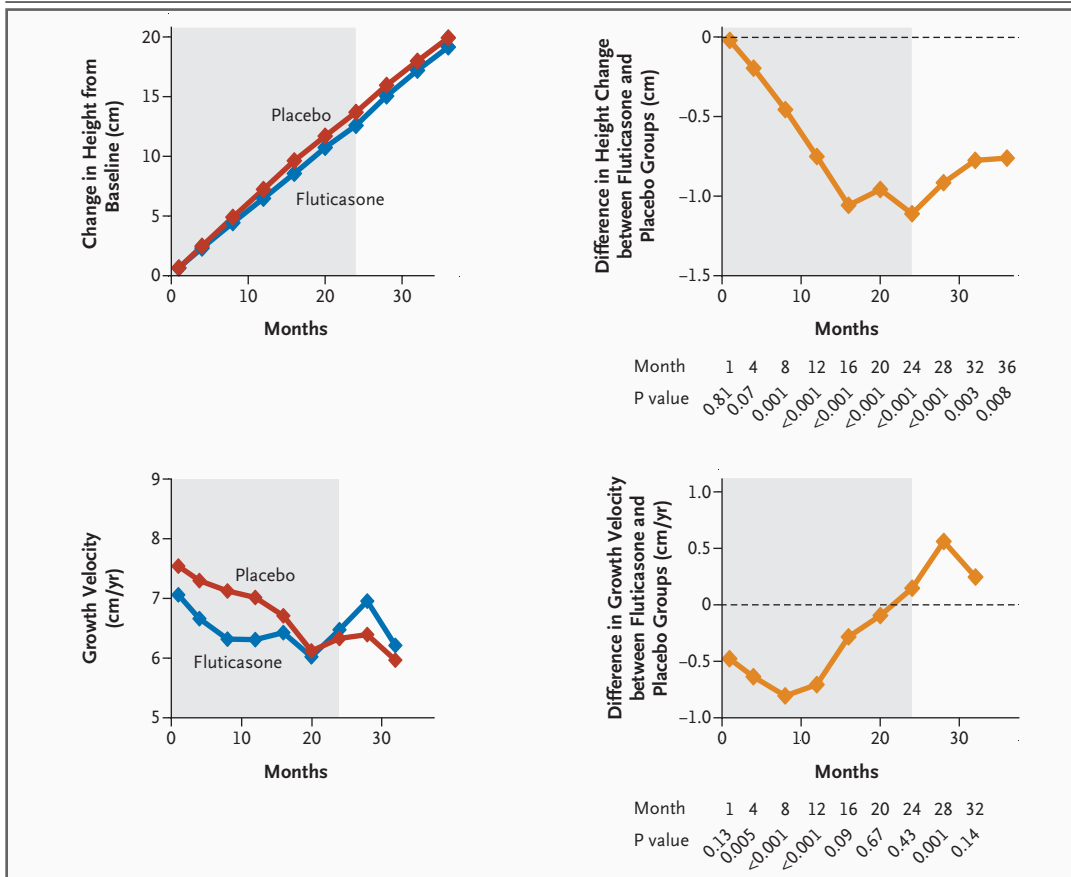 20
15
10
5
0
Change in Height from
Baseline (cm)
Placebo
Fluticasone
0 10 20 30
Months
0
–0.5
–1.0
–1.5
Difference in Height Change
between Fluticasone and
Placebo Groups (cm)
0 10 20 30
Months
Month 1 4 8 12 16 20 24 28 32 36
P value 0.81 0.07 0.001 <0.001 <0.001 <0.001 <0.001 <0.001 0.003 0.008
9
8
7
6
5
Growth Velocity
(cm/yr)
Placebo
Fluticasone
0 10 20 30
Months
1.0
0.5
0
–0.5
–1.0
Difference in Growth Velocity
between Fluticasone and
Placebo Groups (cm/yr)
0 10 20 30
Months
Month 1 4 8 12 16 20 24 28 32
P value 0.13 0.005 <0.001 <0.001 0.09 0.67 0.43 0.001 0.14